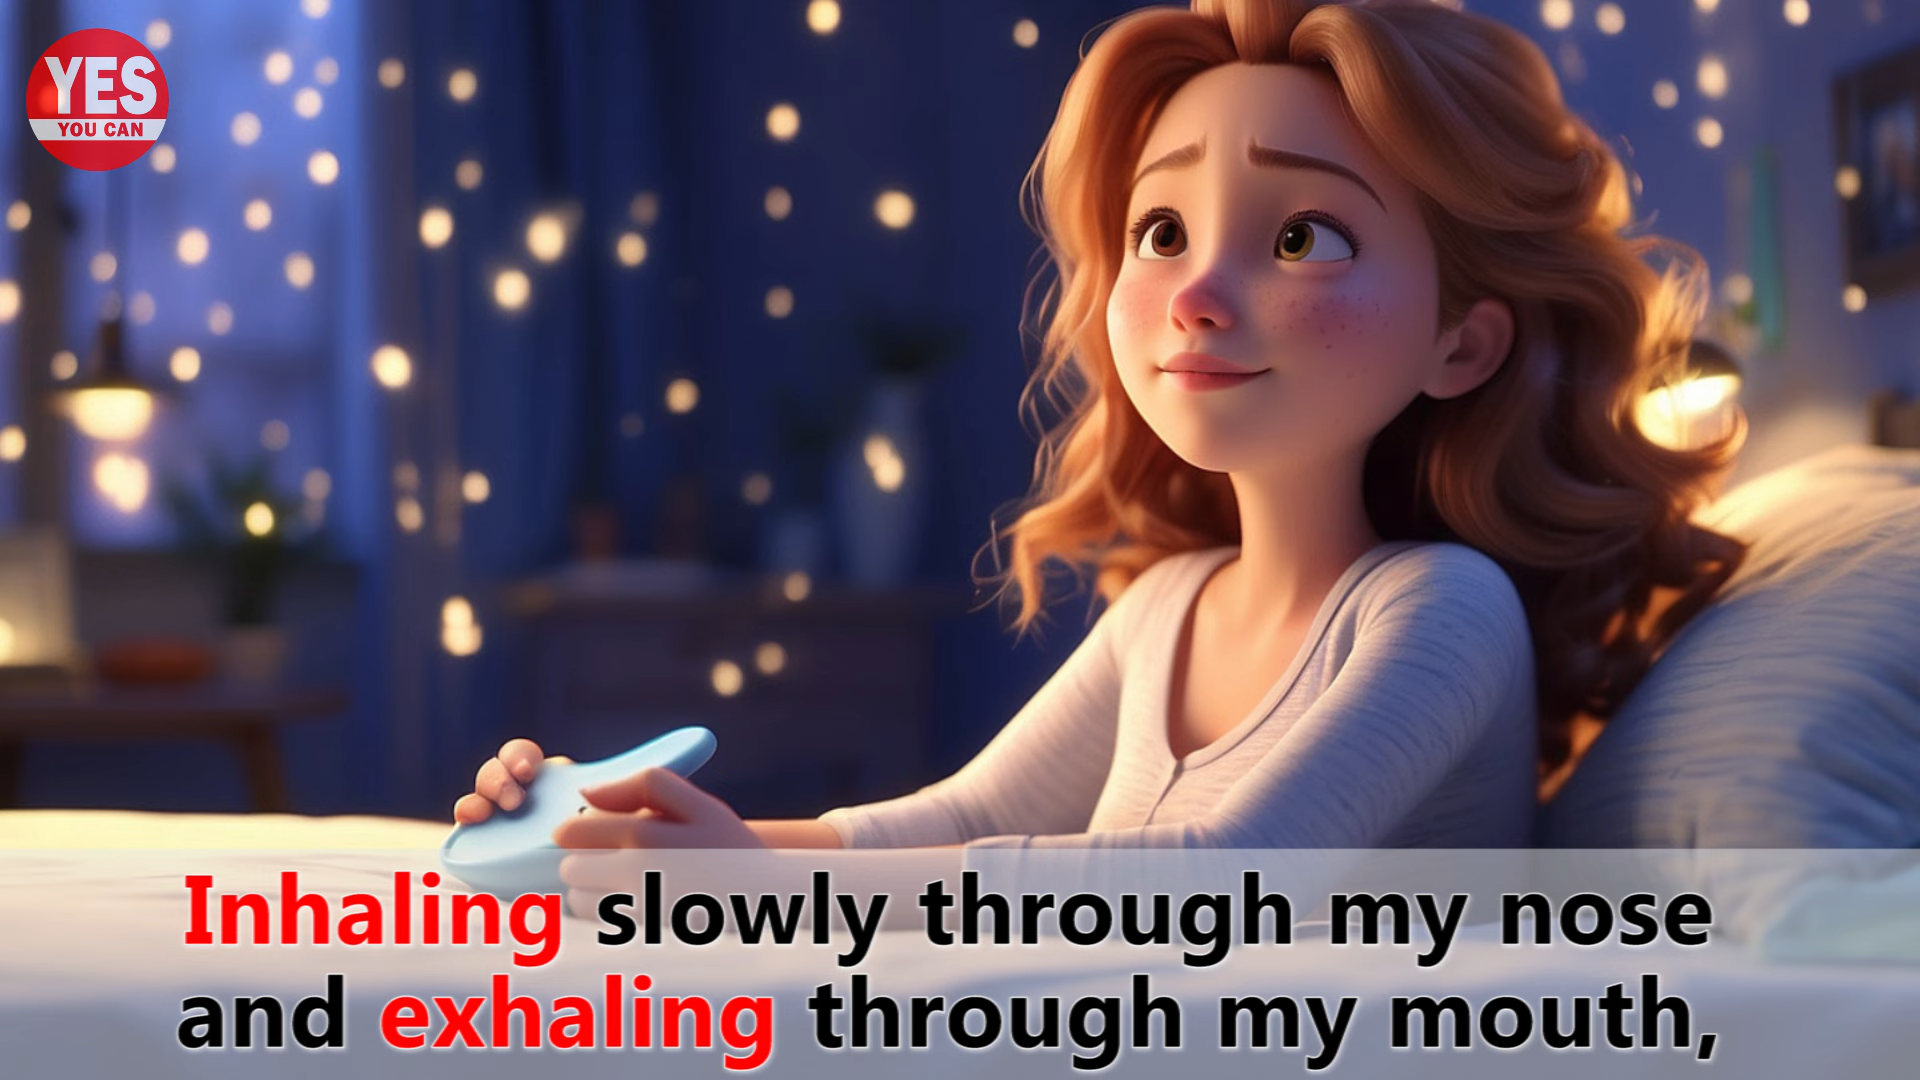 YES
YOU CAN
Inhaling slowly through my nose
and exhaling through my mouth,